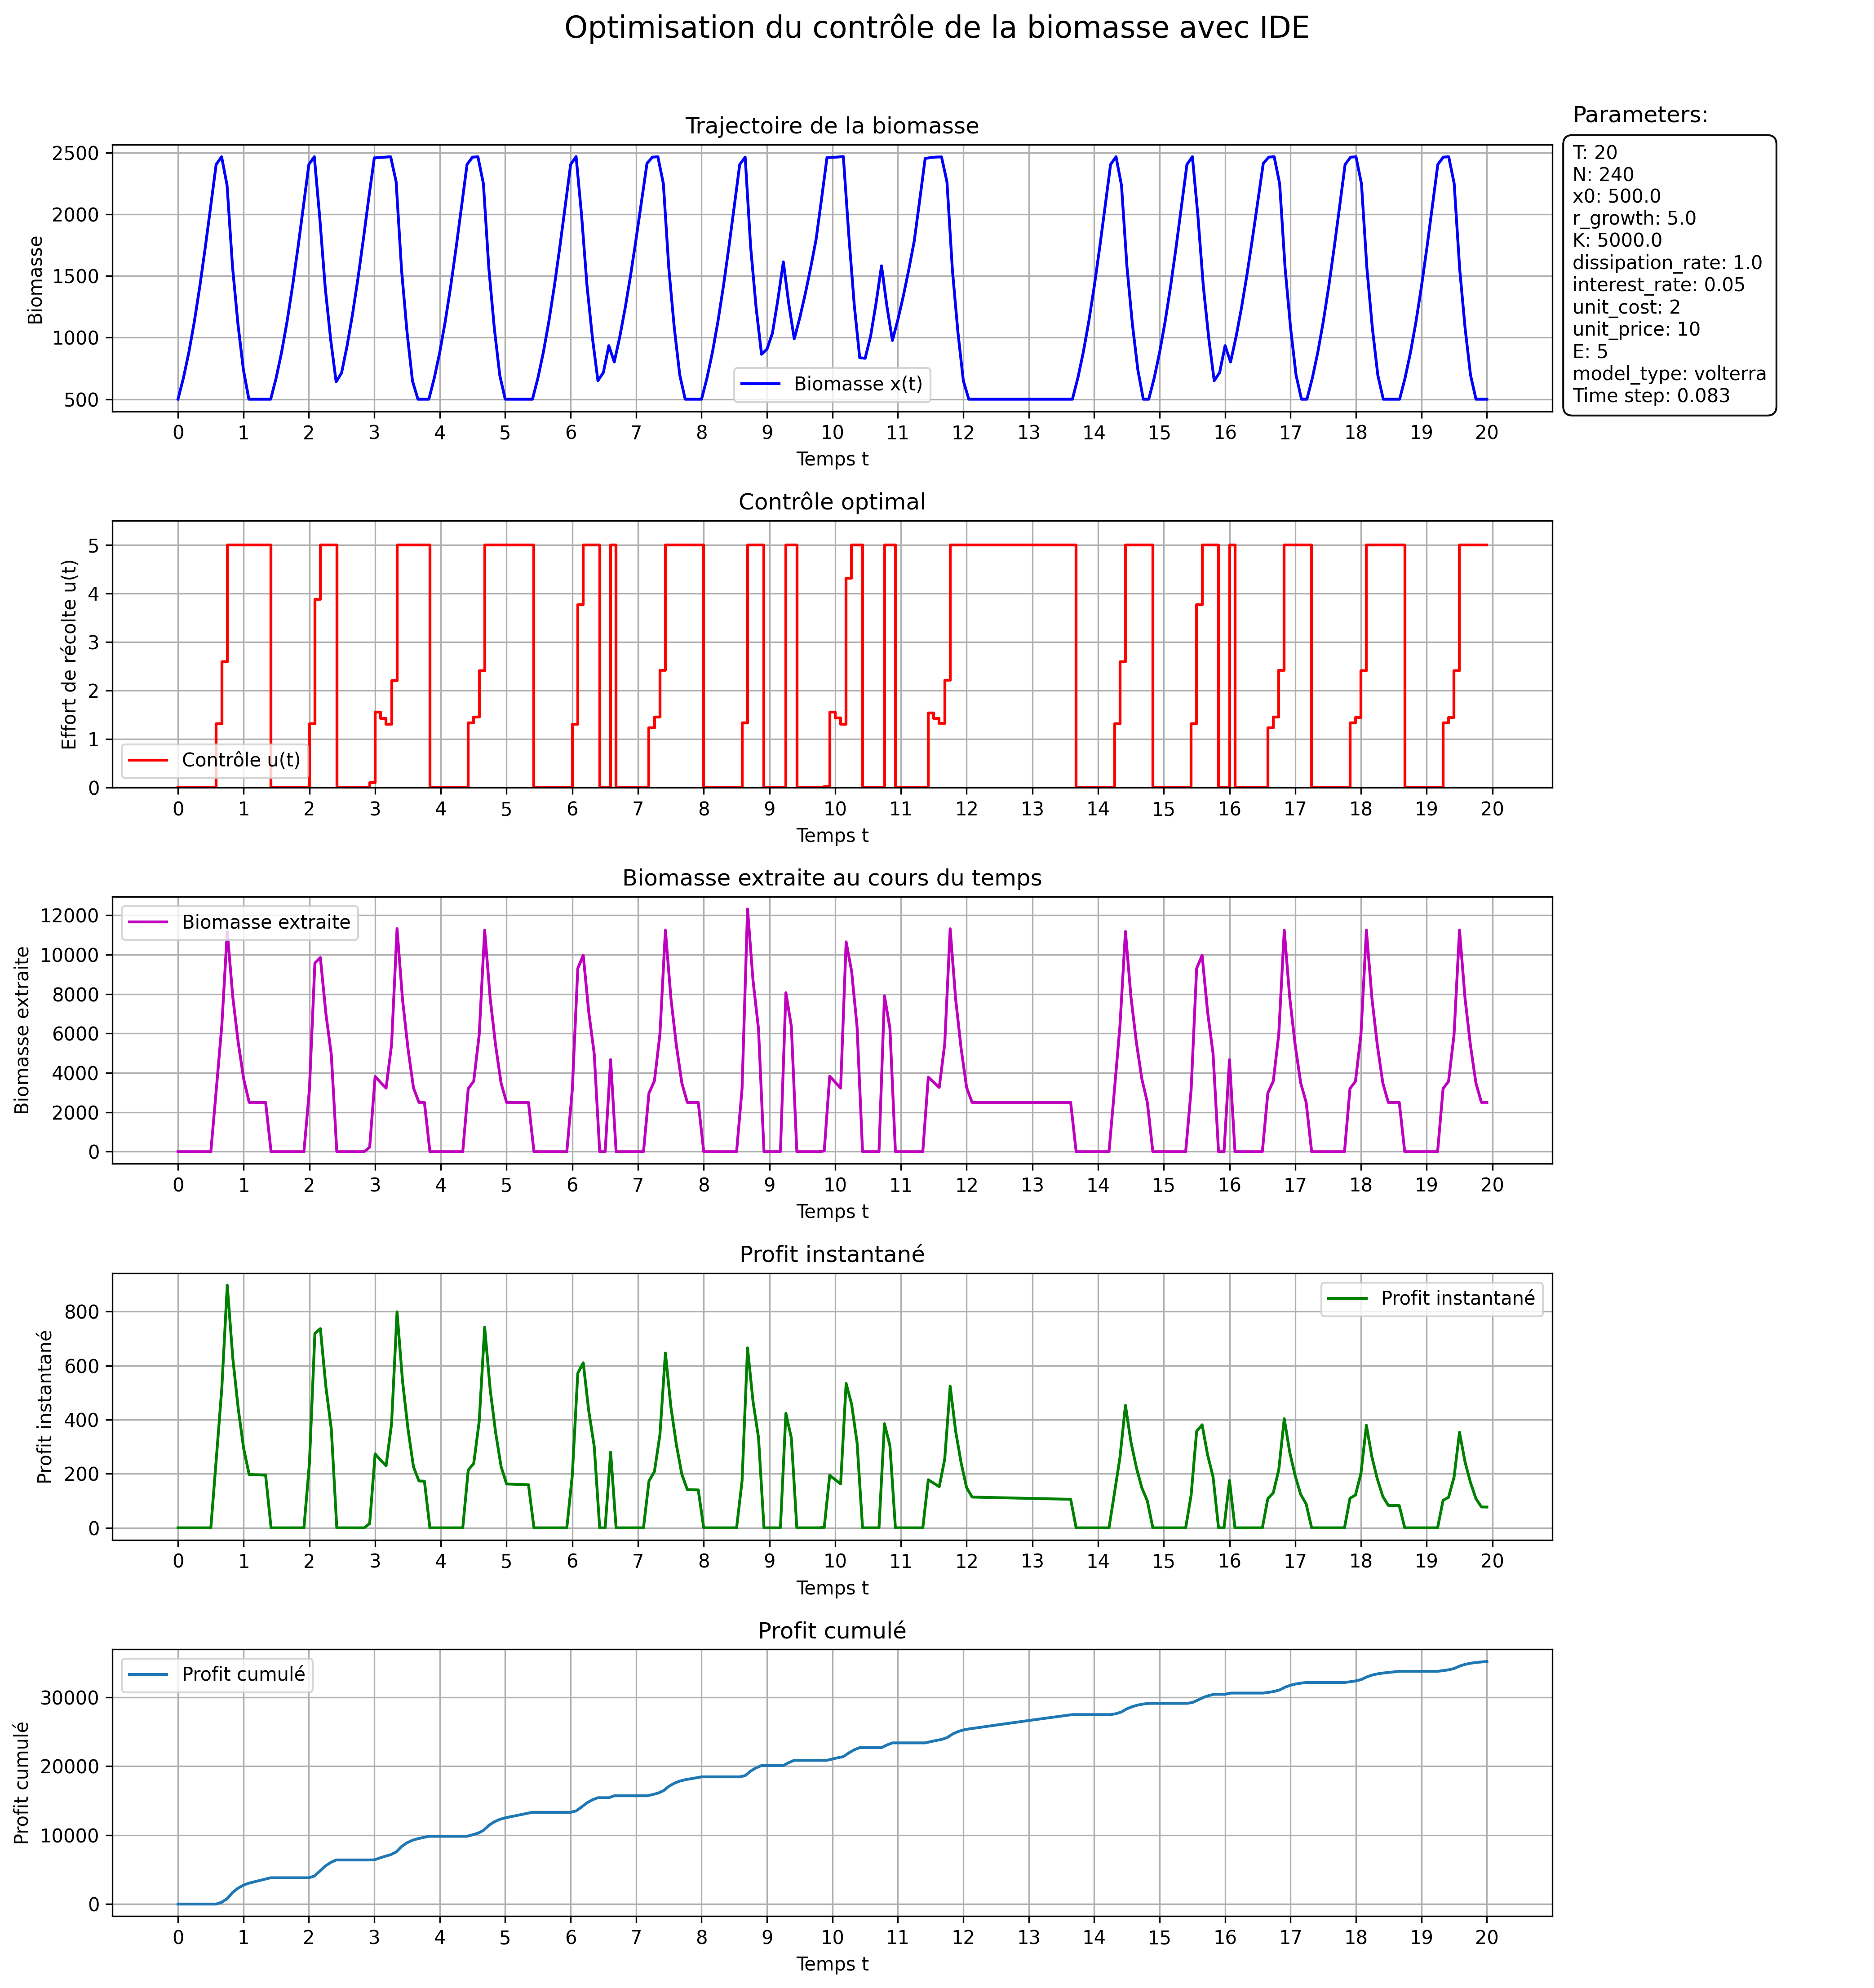 Optimisation du contrôle de la biomasse avec IDE
Parameters:
T: 20
N: 240
x0: 500.0
r_growth: 5.0
K: 5000.0
dissipation_rate: 1.0
interest_rate: 0.05
unit_cost: 2
unit_price: 10
E: 5
model_type: volterra
Time step: 0.083
Trajectoire de la biomasse
Biomasse
2500
2000
1500
1000
500
Biomasse x(t)
0 1 2 3 4 5 6 7 8 9 10 11 12 13 14 15 16 17 18 19 20
Temps t
Contrôle optimal
Effort de récolte u(t)
5
4
3
2
1
0
Contrôle u(t)
0 1 2 3 4 5 6 7 8 9 10 11 12 13 14 15 16 17 18 19 20
Temps t
Biomasse extraite au cours du temps
Biomasse extraite
12000
10000
8000
6000
4000
2000
0
Biomasse extraite
0 1 2 3 4 5 6 7 8 9 10 11 12 13 14 15 16 17 18 19 20
Temps t
Profit instantané
Profit instantané
800
600
400
200
0
Profit instantané
0 1 2 3 4 5 6 7 8 9 10 11 12 13 14 15 16 17 18 19 20
Temps t
Profit cumulé
Profit cumulé
30000
20000
10000
0
Profit cumulé
0 1 2 3 4 5 6 7 8 9 10 11 12 13 14 15 16 17 18 19 20
Temps t